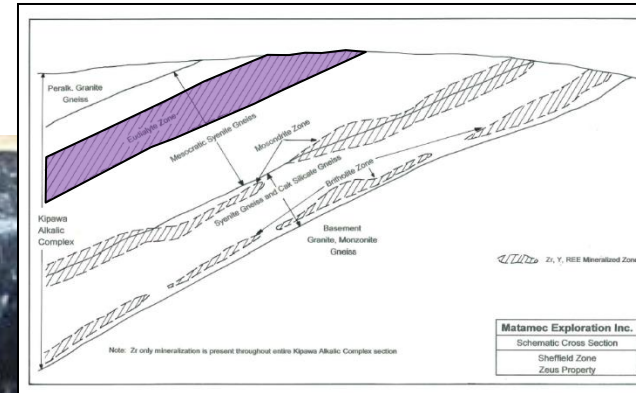 Peralk. Granite
Gneiss
Eudialyte Zone
Mesocratic Syenite Gneiss
Mosondrite Zone
Syenite Gneiss and Calc Silicate Gneiss
Britholite Zone
Kipawa
Alkalic
Complex
Basement
Granite, Monzonite
Gneiss
Zr, Y, REE Mineralized Zone
Note: Zr only mineralization is present throughout entire Kipawa Alkalic Complex section
Matamec Exploration Inc.
Schematic Cross Section
Sheffield Zone
Zeus Property